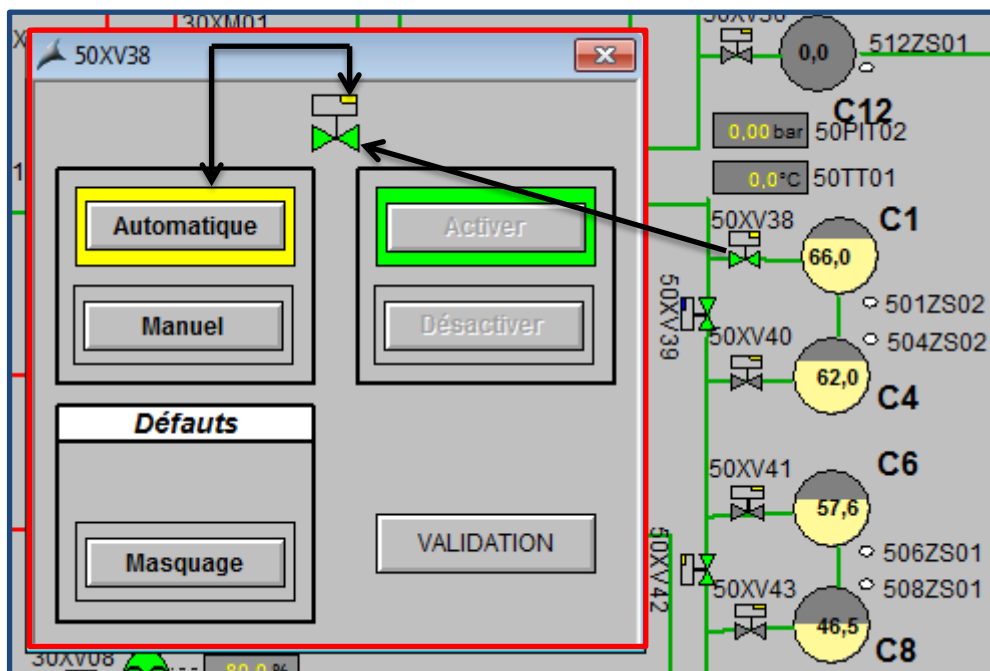 30XM01
50XV38
Automatique
Activer
Manuel
Désactiver
Défauts
Masquage
VALIDATION
30XV08
80,0 %
0,0
512ZS01
C12
0,00 bar
50PIT02
0,0°C
50TT01
50XV38
C1
66,0
501ZS02
50XV39
504ZS02
50XV40
62,0
C4
50XV41
C6
57,6
506ZS01
50XV42
508ZS01
50XV43
46,5
C8